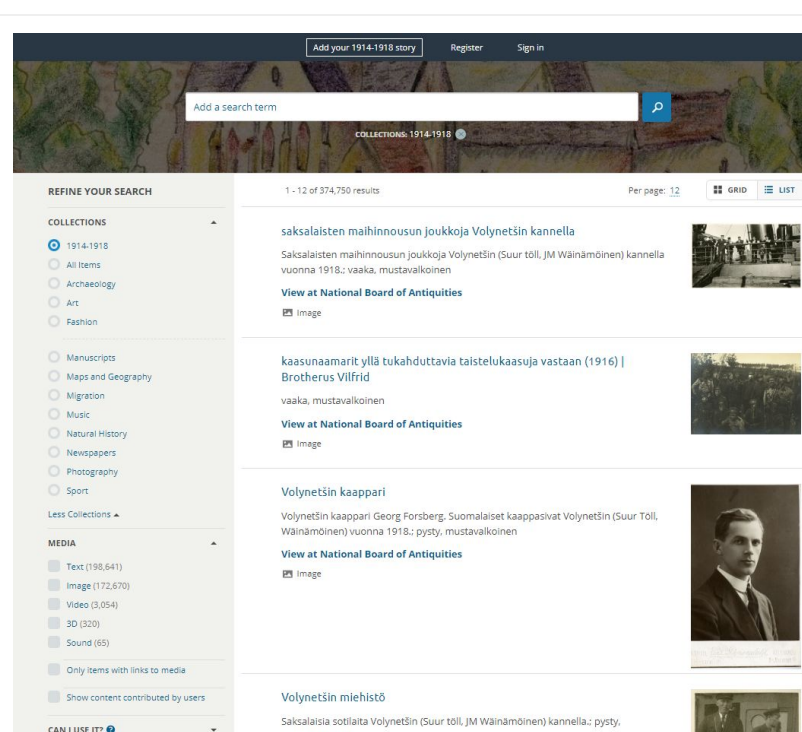 Add your 1914-1918 story Register Sign in
Add a search term
COLLECTIONS: 1914-1918
REFINE YOUR SEARCH
COLLECTIONS
1914-1918
All Items
Archaeology
Art
Fashion
Manuscripts
Maps and Geography
Migration
Music
Natural History
Newspapers
Photography
Sport
Less Collections
MEDIA
Text (198,641)
Image (172,670)
Video (3,054)
3D (320)
Sound (65)
Only items with links to media
Show content contributed by users
CAN I USE IT? ?
1 - 12 of 374,750 results Per page: 12 GRID LIST
saksalaisten maihinnousun joukkoja Volynetšin kannella
Saksalaisten maihinnousun joukkoja Volynetšin (Suur töll, JM Wäinämöinen) kannella
vuonna 1918.; vaaka, mustavalkoinen
View at National Board of Antiquities
Image
kaasunaamarit yllä tukahduttavia taistelukaasuja vastaan (1916) |
Brotherus Vilfrid
vaaka, mustavalkoinen
View at National Board of Antiquities
Image
Volynetšin kaappari
Volynetšin kaappari Georg Forsberg. Suomalaiset kaappasivat Volynetšin (Suur Töll,
Wäinämöinen) vuonna 1918.; pysty, mustavalkoinen
View at National Board of Antiquities
Image
Volynetšin miehistö
Saksalaisia sotilaita Volynetšin (Suur töll, JM Wäinämöinen) kannella.; pysty,